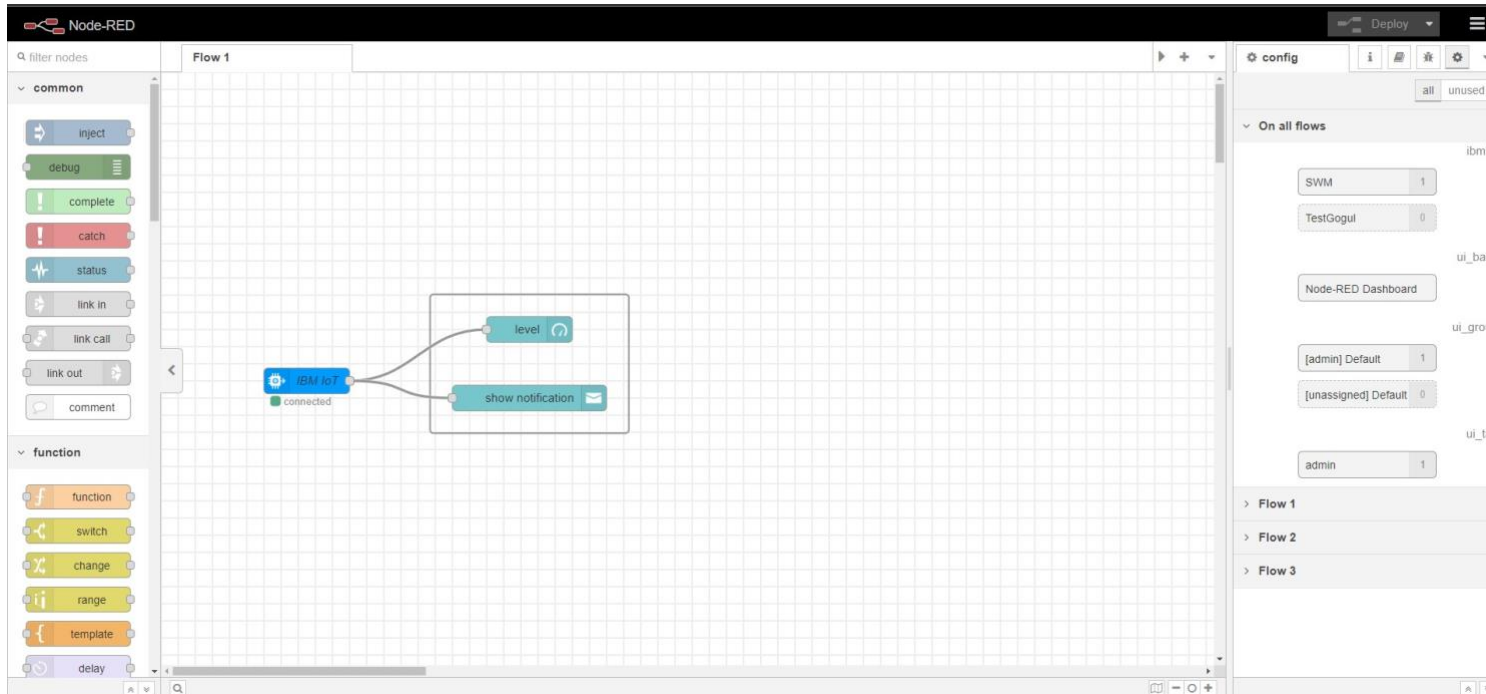 Node-RED
Deploy
filter nodes
Flow 1
config
i
all unused
common
inject
debug
complete
catch
status
link in
link call
link out
comment
function
function
switch
change
range
template
delay
level
IBM IoT
connected
show notification
On all flows
ibm
SWM 1
TestGogul 0
ui_ba
Node-RED Dashboard
ui_gro
[admin] Default 1
[unassigned] Default 0
ui_t
admin 1
Flow 1
Flow 2
Flow 3